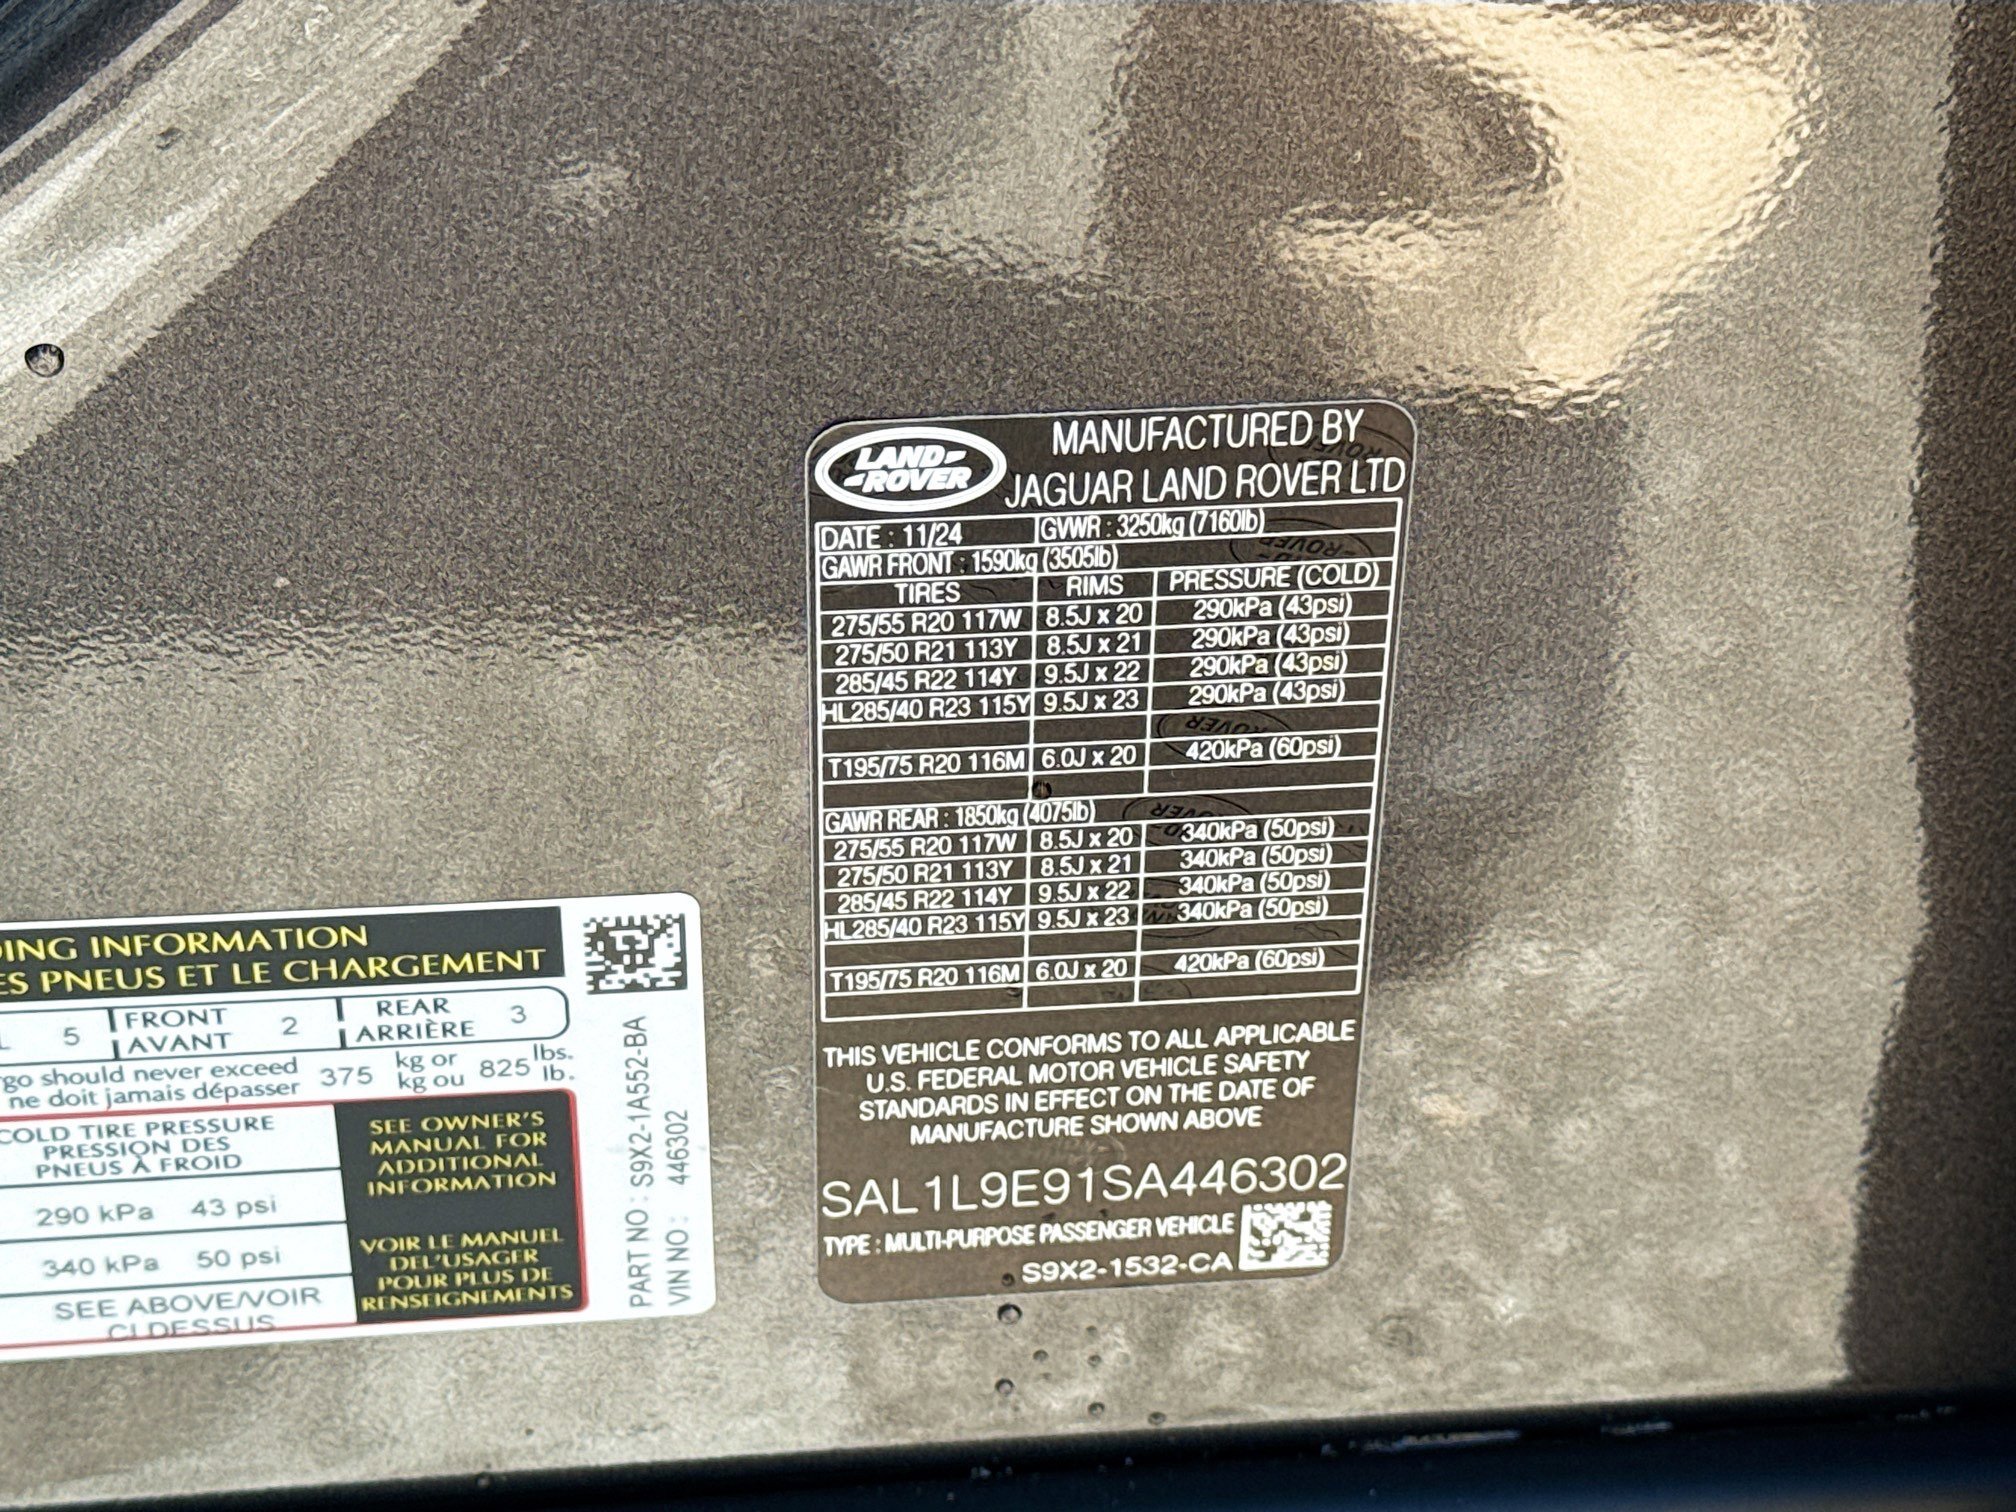 LAND-
-ROVER
MANUFACTURED BY
JAGUAR LAND ROVER LTD
DATE : 11/24 GVWR : 3250kg (7160lb)
GAWR FRONT : 1590kg (3505lb)
TIRES RIMS PRESSURE (COLD)
275/55 R20 117W 8.5J x 20 290kPa (43psi)
275/50 R21 113Y 8.5J x 21 290kPa (43psi)
285/45 R22 114Y 9.5J x 22 290kPa (43psi)
HL285/40 R23 115Y 9.5J x 23 290kPa (43psi)
T195/75 R20 116M 6.0J x 20 420kPa (60psi)
GAWR REAR : 1850kg (4075lb)
275/55 R20 117W 8.5J x 20 340kPa (50psi)
275/50 R21 113Y 8.5J x 21 340kPa (50psi)
285/45 R22 114Y 9.5J x 22 340kPa (50psi)
HL285/40 R23 115Y 9.5J x 23 340kPa (50psi)
T195/75 R20 116M 6.0J x 20 420kPa (60psi)
THIS VEHICLE CONFORMS TO ALL APPLICABLE
U.S. FEDERAL MOTOR VEHICLE SAFETY
STANDARDS IN EFFECT ON THE DATE OF
MANUFACTURE SHOWN ABOVE
SAL1L9E91SA446302
TYPE : MULTI-PURPOSE PASSENGER VEHICLE
S9X2-1532-CA
DING INFORMATION
ES PNEUS ET LE CHARGEMENT
L 5 FRONT AVANT 2 REAR ARRIÈRE 3
rgo should never exceed 375 kg or 825 lbs.
ne doit jamais dépasser kg ou lb.
COLD TIRE PRESSURE
PRESSION DES
PNEUS À FROID
290 kPa 43 psi
340 kPa 50 psi
SEE ABOVE/VOIR
CI DESSUS
SEE OWNER'S
MANUAL FOR
ADDITIONAL
INFORMATION
VOIR LE MANUEL
DEL'USAGER
POUR PLUS DE
RENSEIGNEMENTS
PART NO : S9X2-1A552-BA
VIN NO : 446302